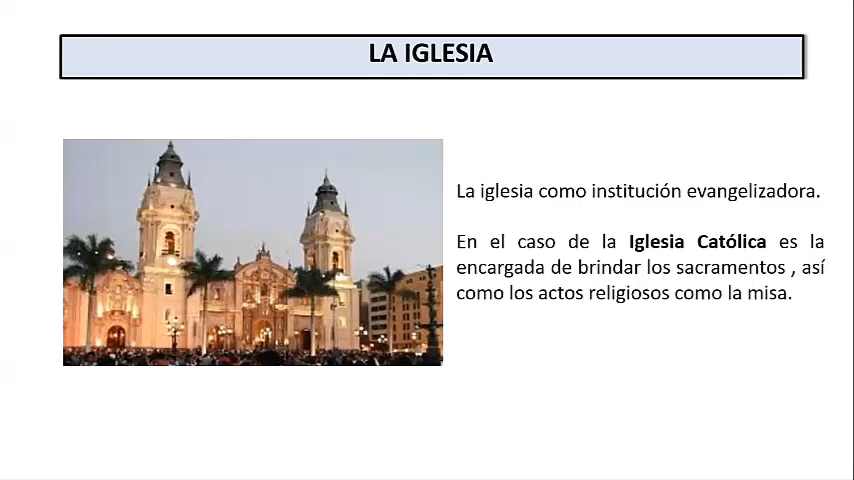 LA IGLESIA
La iglesia como institución evangelizadora.
En el caso de la Iglesia Católica es la
encargada de brindar los sacramentos , así
como los actos religiosos como la misa.